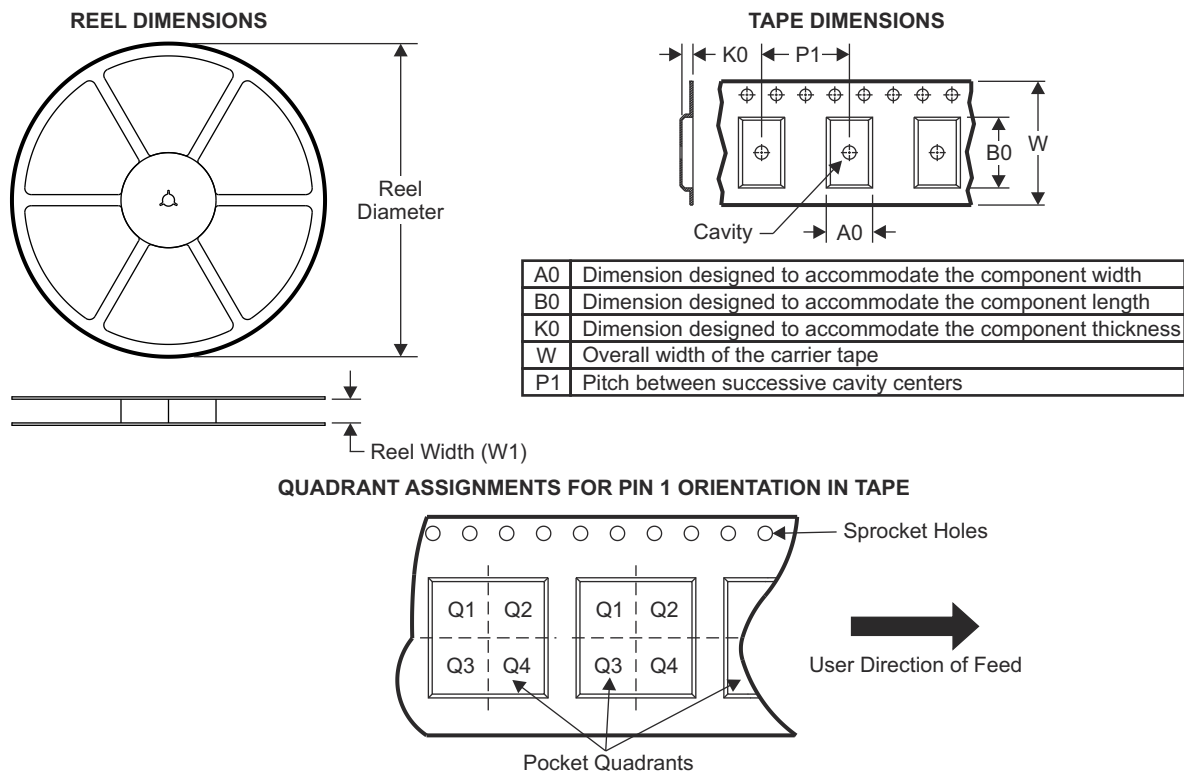 REEL DIMENSIONS
Reel
Diameter
Reel Width (W1)
TAPE DIMENSIONS
K0
P1
B0
W
Cavity
A0
A0 Dimension designed to accommodate the component width
B0 Dimension designed to accommodate the component length
K0 Dimension designed to accommodate the component thickness
W Overall width of the carrier tape
P1 Pitch between successive cavity centers
QUADRANT ASSIGNMENTS FOR PIN 1 ORIENTATION IN TAPE
Sprocket Holes
Q1 Q2 Q1 Q2
Q3 Q4 Q3 Q4
User Direction of Feed
Pocket Quadrants